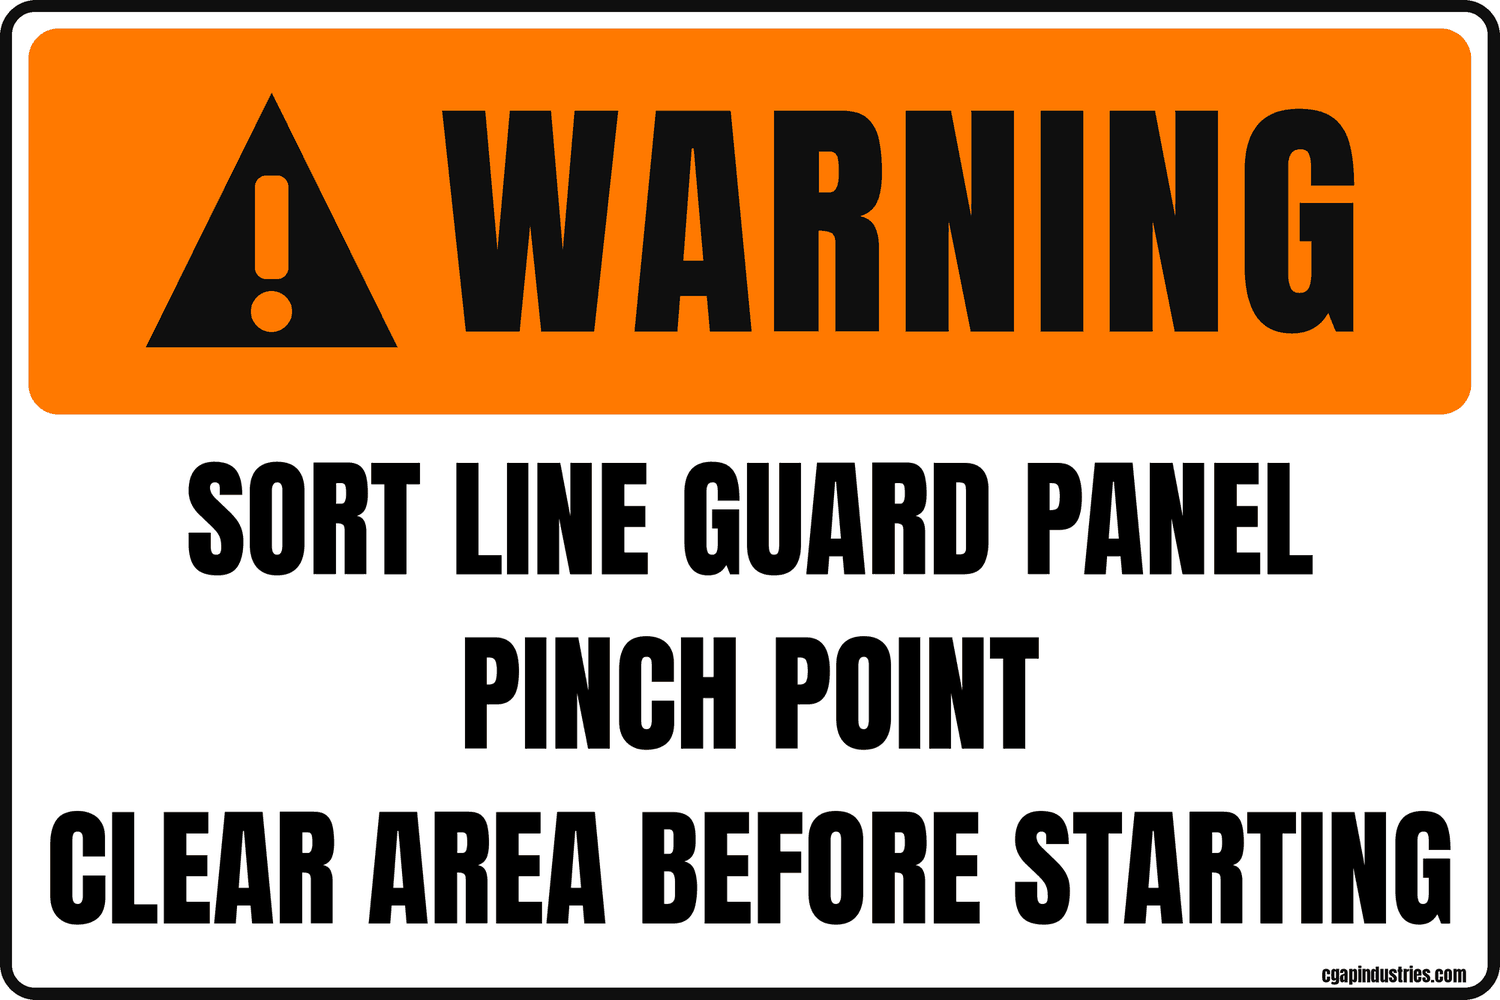 WARNING
SORT LINE GUARD PANEL
PINCH POINT
CLEAR AREA BEFORE STARTING
cgapindustries.com